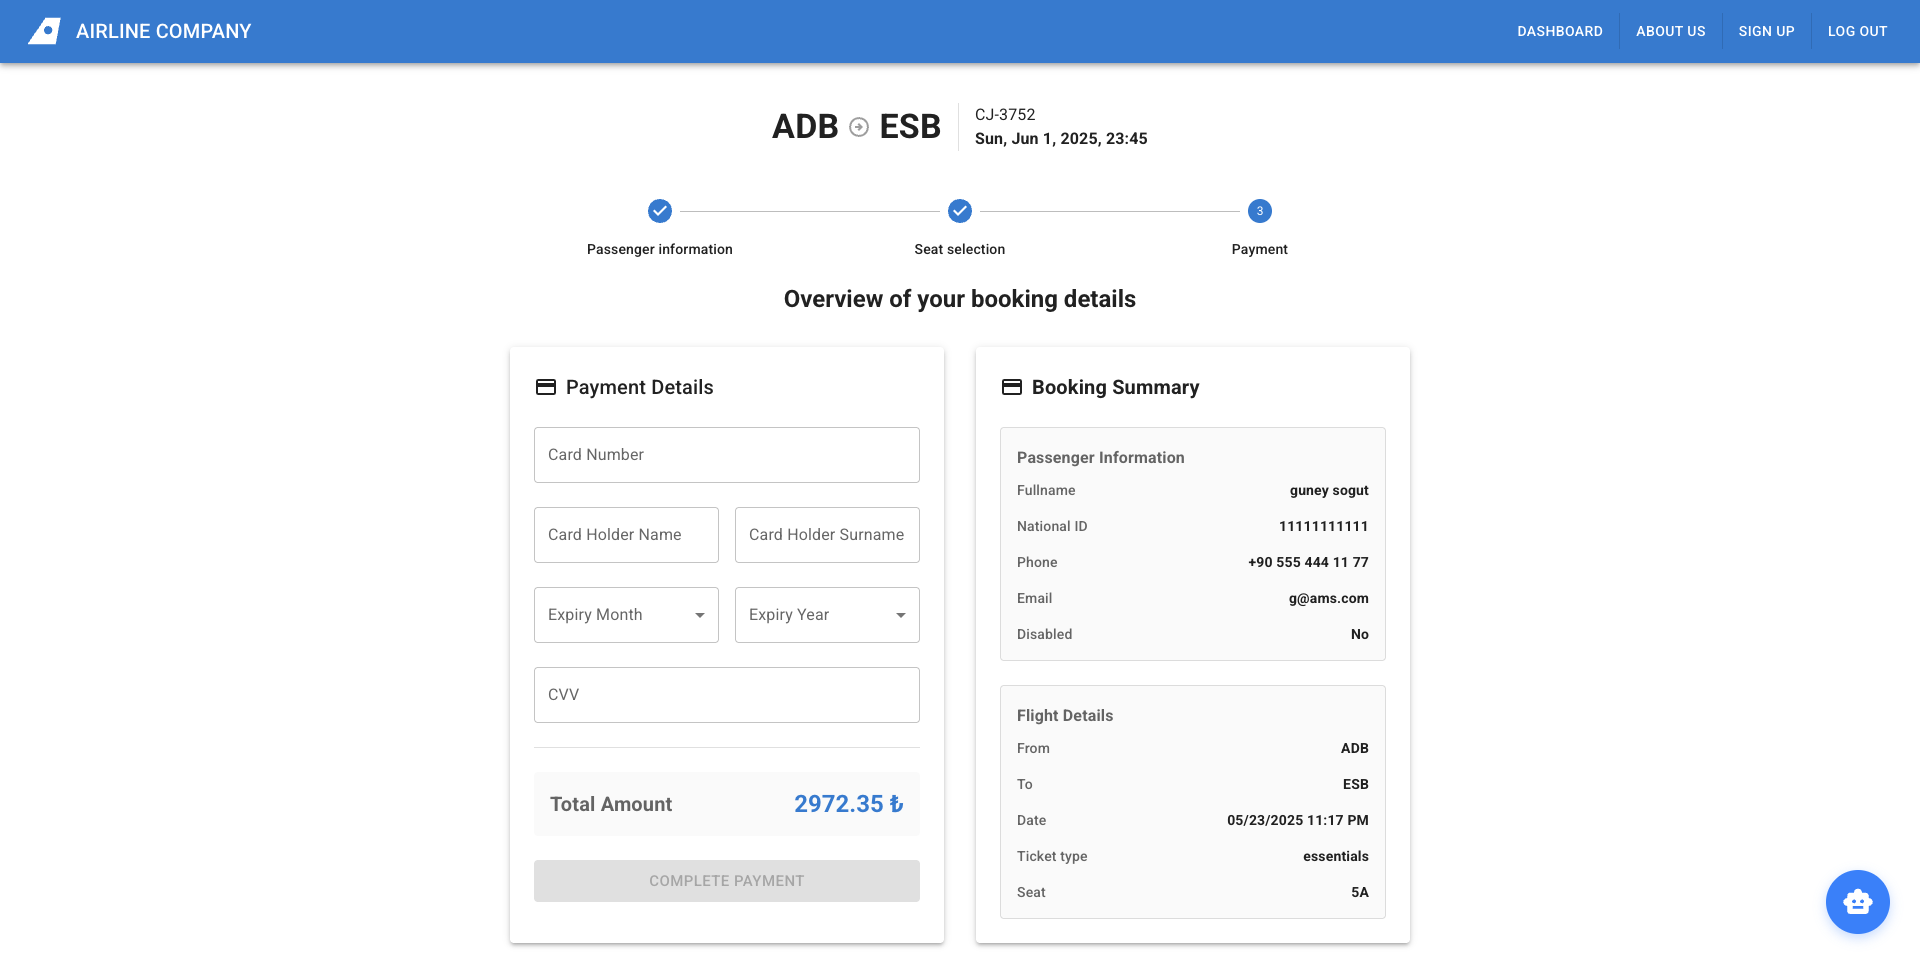 AIRLINE COMPANY
DASHBOARD
ABOUT US
SIGN UP
LOG OUT
ADB ESB
CJ-3752
Sun, Jun 1, 2025, 23:45
3
Passenger information
Seat selection
Payment
Overview of your booking details
Payment Details
Card Number
Card Holder Name
Card Holder Surname
Expiry Month
Expiry Year
CVV
Total Amount 2972.35 ₺
COMPLETE PAYMENT
Booking Summary
Passenger Information
Fullname guney sogut
National ID 11111111111
Phone +90 555 444 11 77
Email g@ams.com
Disabled No
Flight Details
From ADB
To ESB
Date 05/23/2025 11:17 PM
Ticket type essentials
Seat 5A